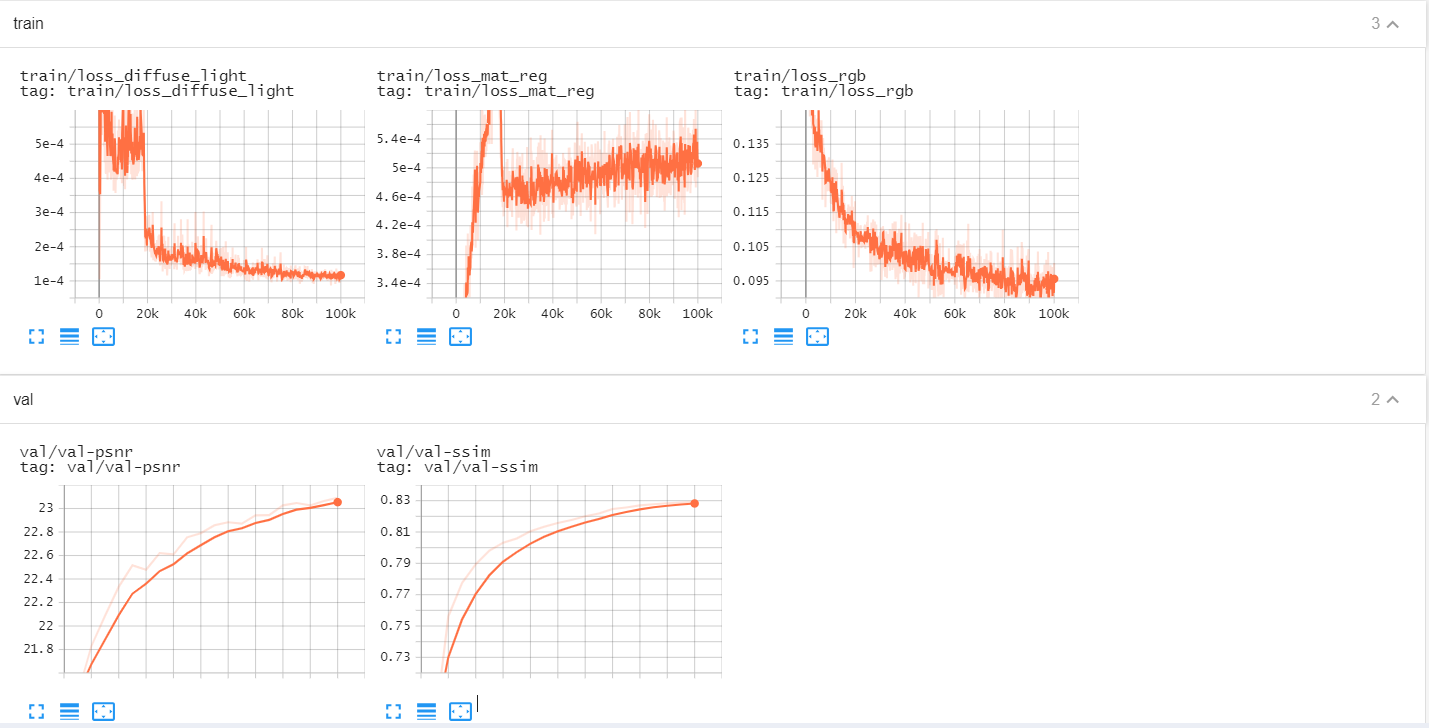 train
3
train/loss_diffuse_light
tag: train/loss_diffuse_light
5e-4
4e-4
3e-4
2e-4
1e-4
0 20k 40k 60k 80k 100k
train/loss_mat_reg
tag: train/loss_mat_reg
5.4e-4
5e-4
4.6e-4
4.2e-4
3.8e-4
3.4e-4
0 20k 40k 60k 80k 100k
train/loss_rgb
tag: train/loss_rgb
0.135
0.125
0.115
0.105
0.095
0 20k 40k 60k 80k 100k
val
2
val/val-psnr
tag: val/val-psnr
23
22.8
22.6
22.4
22.2
22
21.8
val/val-ssim
tag: val/val-ssim
0.83
0.81
0.79
0.77
0.75
0.73